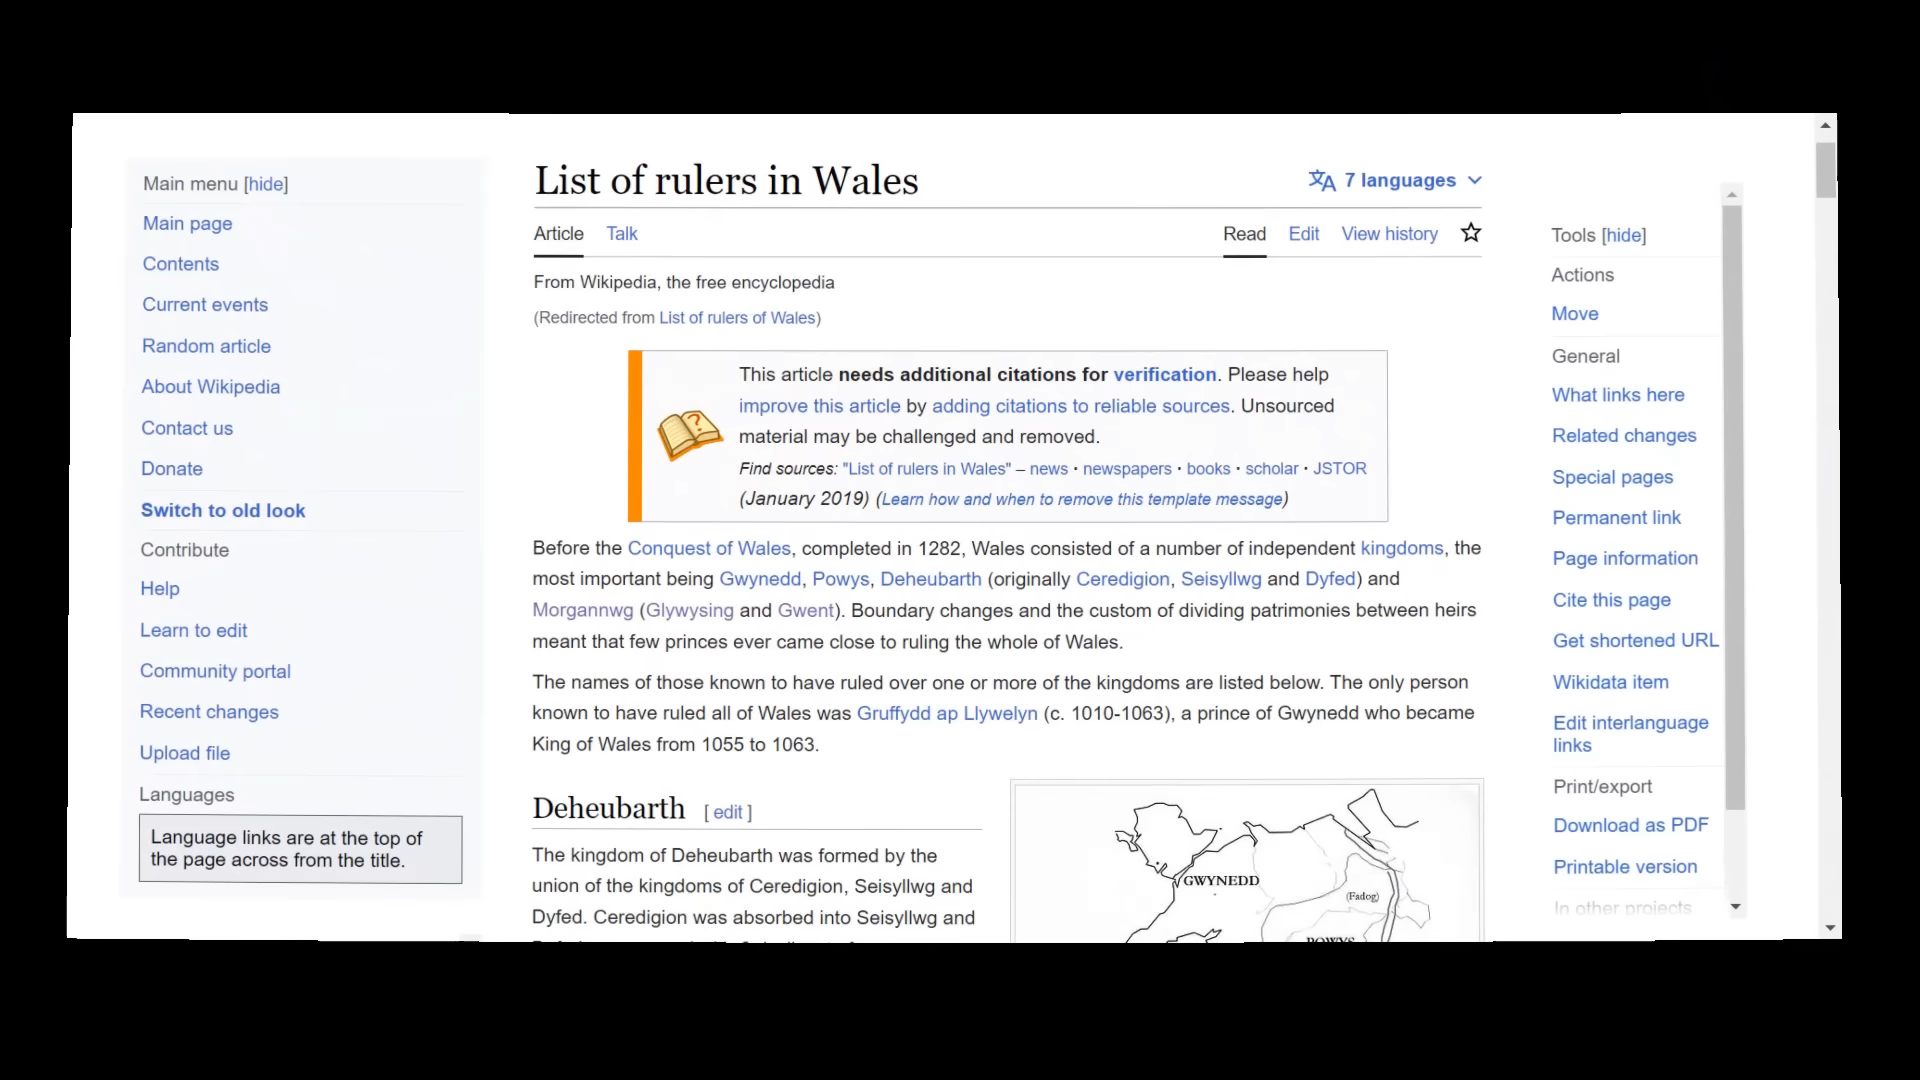 Main menu [hide]
Main page
Contents
Current events
Random article
About Wikipedia
Contact us
Donate
Switch to old look
Contribute
Help
Learn to edit
Community portal
Recent changes
Upload file
Languages
Language links are at the top of
the page across from the title.
List of rulers in Wales
7 languages
Article Talk
Read Edit View history
From Wikipedia, the free encyclopedia
(Redirected from List of rulers of Wales)
This article needs additional citations for verification. Please help
improve this article by adding citations to reliable sources. Unsourced
material may be challenged and removed.
Find sources: "List of rulers in Wales" – news · newspapers · books · scholar · JSTOR
(January 2019) (Learn how and when to remove this template message)
Before the Conquest of Wales, completed in 1282, Wales consisted of a number of independent kingdoms, the
most important being Gwynedd, Powys, Deheubarth (originally Ceredigion, Seisyllwg and Dyfed) and
Morgannwg (Glywysing and Gwent). Boundary changes and the custom of dividing patrimonies between heirs
meant that few princes ever came close to ruling the whole of Wales.
The names of those known to have ruled over one or more of the kingdoms are listed below. The only person
known to have ruled all of Wales was Gruffydd ap Llywelyn (c. 1010-1063), a prince of Gwynedd who became
King of Wales from 1055 to 1063.
Deheubarth [ edit ]
The kingdom of Deheubarth was formed by the
union of the kingdoms of Ceredigion, Seisyllwg and
Dyfed. Ceredigion was absorbed into Seisyllwg and
GWYNEDD
(Fadog)
POWYS
Tools [hide]
Actions
Move
General
What links here
Related changes
Special pages
Permanent link
Page information
Cite this page
Get shortened URL
Wikidata item
Edit interlanguage
links
Print/export
Download as PDF
Printable version
In other projects